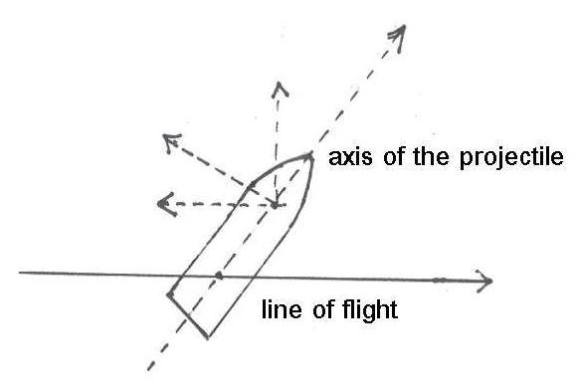 axis of the projectile
line of flight